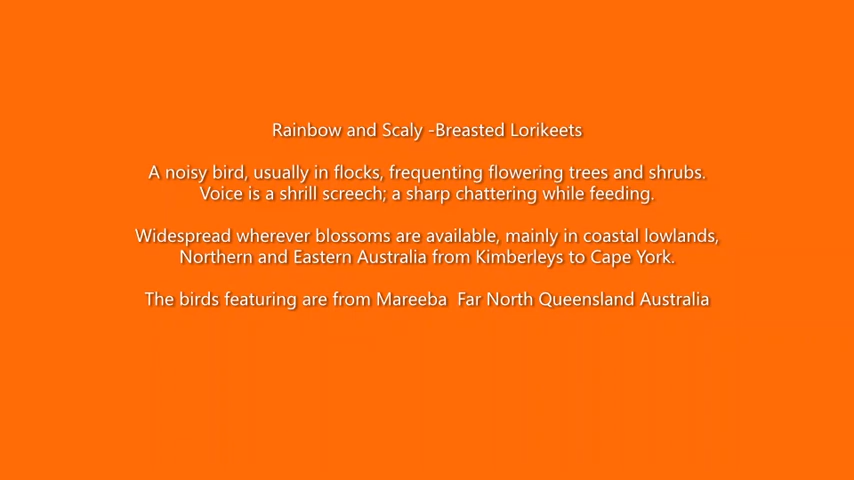 Rainbow and Scaly -Breasted Lorikeets
A noisy bird, usually in flocks, frequenting flowering trees and shrubs.
Voice is a shrill screech; a sharp chattering while feeding.
Widespread wherever blossoms are available, mainly in coastal lowlands,
Northern and Eastern Australia from Kimberleys to Cape York.
The birds featuring are from Mareeba  Far North Queensland Australia